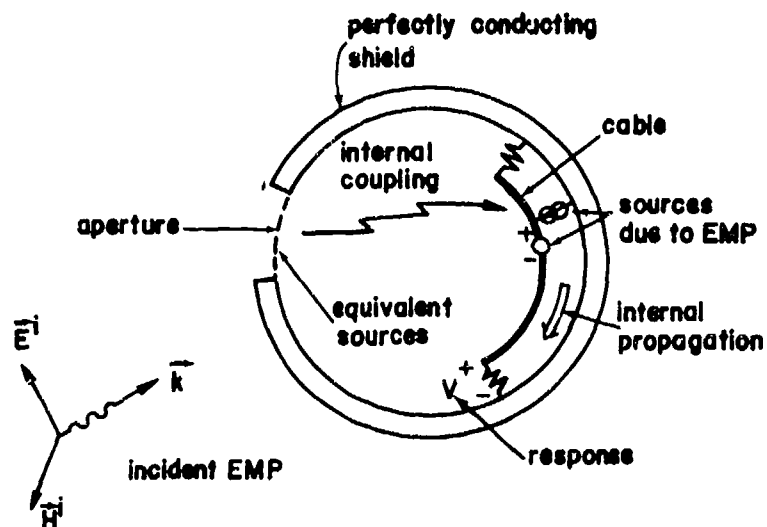 perfectly conducting
shield
cable
internal
coupling
aperture
sources
due to EMP
+
-
equivalent
sources
internal
propagation
+
V
-
response
E^i
k
H^i
incident EMP